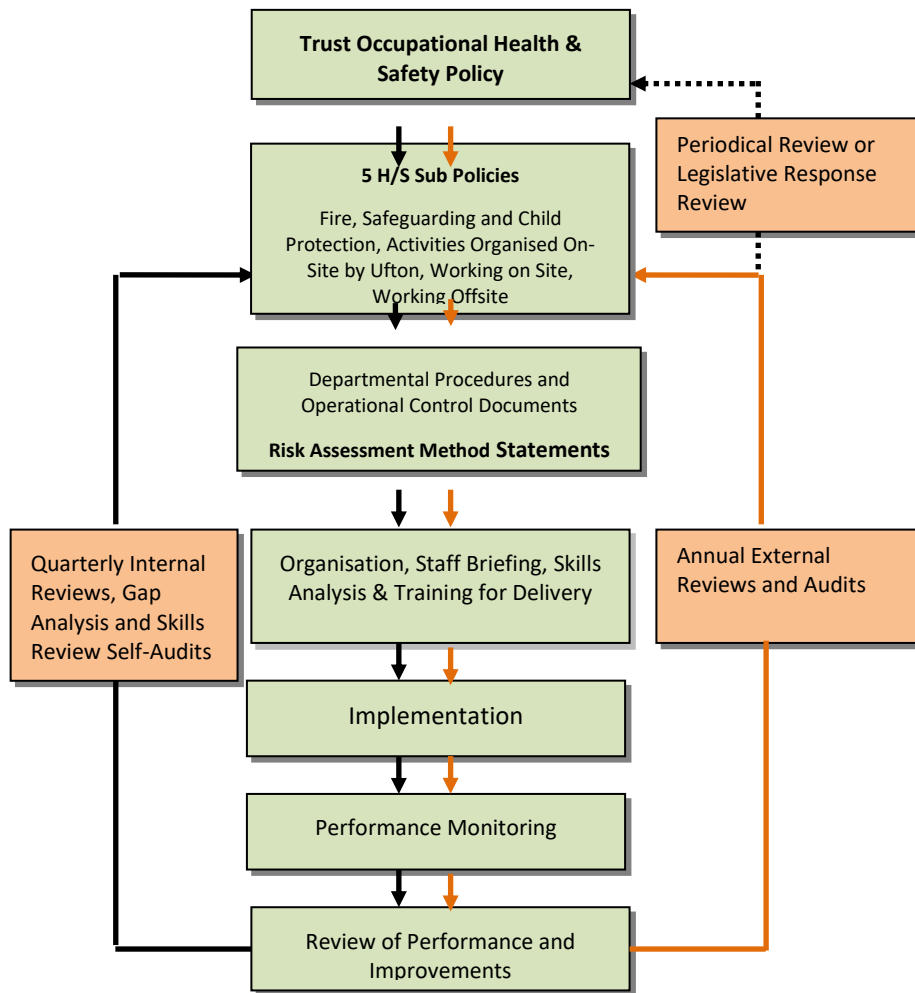 Trust Occupational Health &
Safety Policy
Periodical Review or
Legislative Response
Review
5 H/S Sub Policies
Fire, Safeguarding and Child
Protection, Activities Organised On-
Site by Ufton, Working on Site,
Working Offsite
Departmental Procedures and
Operational Control Documents
Risk Assessment Method Statements
Quarterly Internal
Reviews, Gap
Analysis and Skills
Review Self-Audits
Organisation, Staff Briefing, Skills
Analysis & Training for Delivery
Annual External
Reviews and Audits
Implementation
Performance Monitoring
Review of Performance and
Improvements